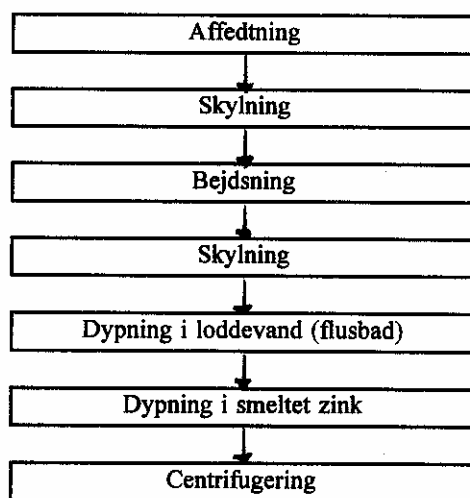 Affedtning
Skylning
Bejdsning
Skylning
Dypning i loddevand (flusbad)
Dypning i smeltet zink
Centrifugering